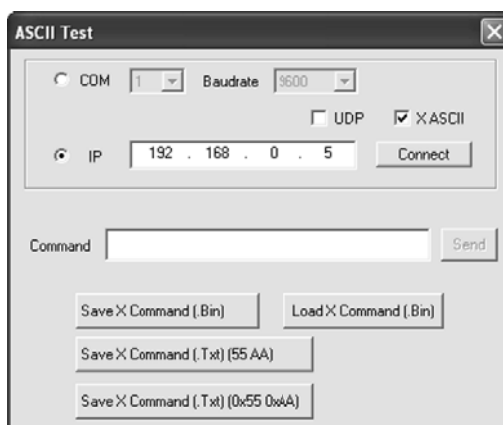 ASCII Test
COM 1 Baudrate 9600
UDP X ASCII
IP 192 . 168 . 0 . 5 Connect
Command Send
Save X Command (.Bin) Load X Command (.Bin)
Save X Command (.Txt) (55 AA)
Save X Command (.Txt) (0x55 0xAA)